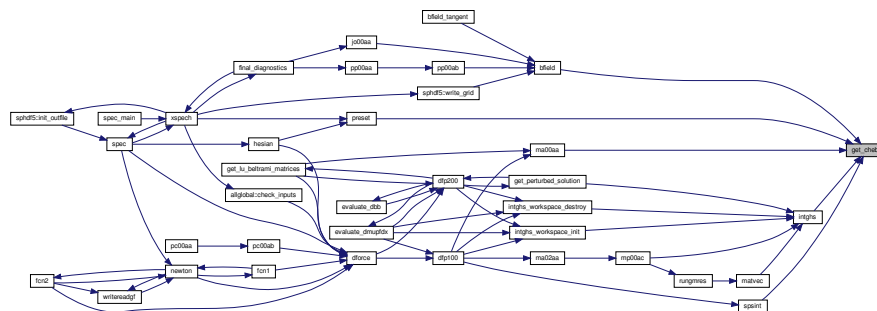 bfield_tangent
jo00aa
final_diagnostics
pp00aa
pp00ab
bfield
sphdf5::write_grid
sphdf5::init_outfile
spec_main
xspech
preset
spec
hesian
ma00aa
get_cheb
get_lu_beltrami_matrices
dfp200
get_perturbed_solution
allglobal::check_inputs
evaluate_dbb
intghs_workspace_destroy
intghs
evaluate_dmupfdx
intghs_workspace_init
pc00aa
pc00ab
dforce
dfp100
ma02aa
mp00ac
newton
fcn1
fcn2
rungmres
matvec
writereadgf
spsint